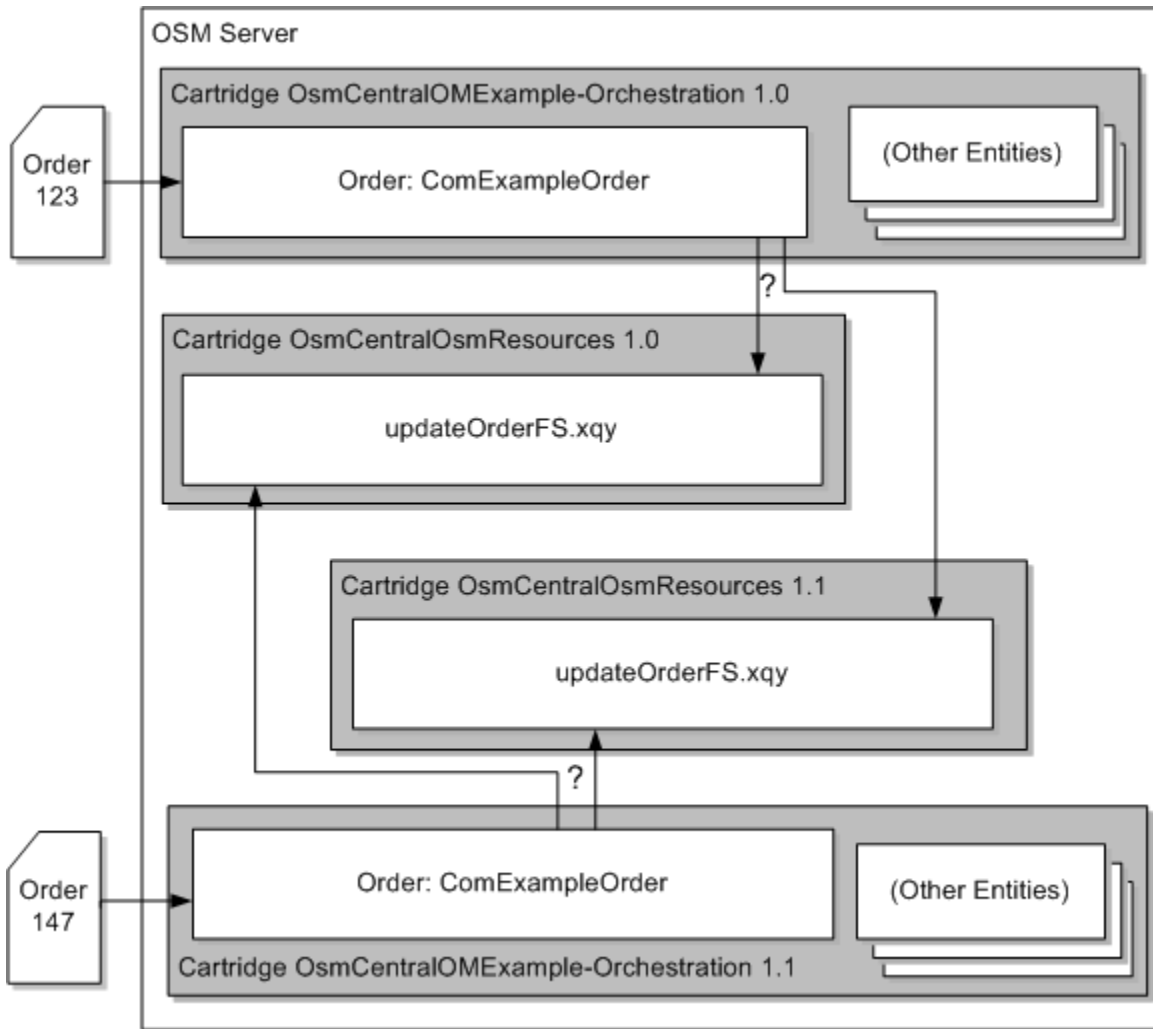 OSM Server
Cartridge OsmCentralOMExample-Orchestration 1.0
(Other Entities)
Order
123
Order: ComExampleOrder
?
Cartridge OsmCentralOsmResources 1.0
updateOrderFS.xqy
Cartridge OsmCentralOsmResources 1.1
updateOrderFS.xqy
?
Order
147
Order: ComExampleOrder
(Other Entities)
Cartridge OsmCentralOMExample-Orchestration 1.1